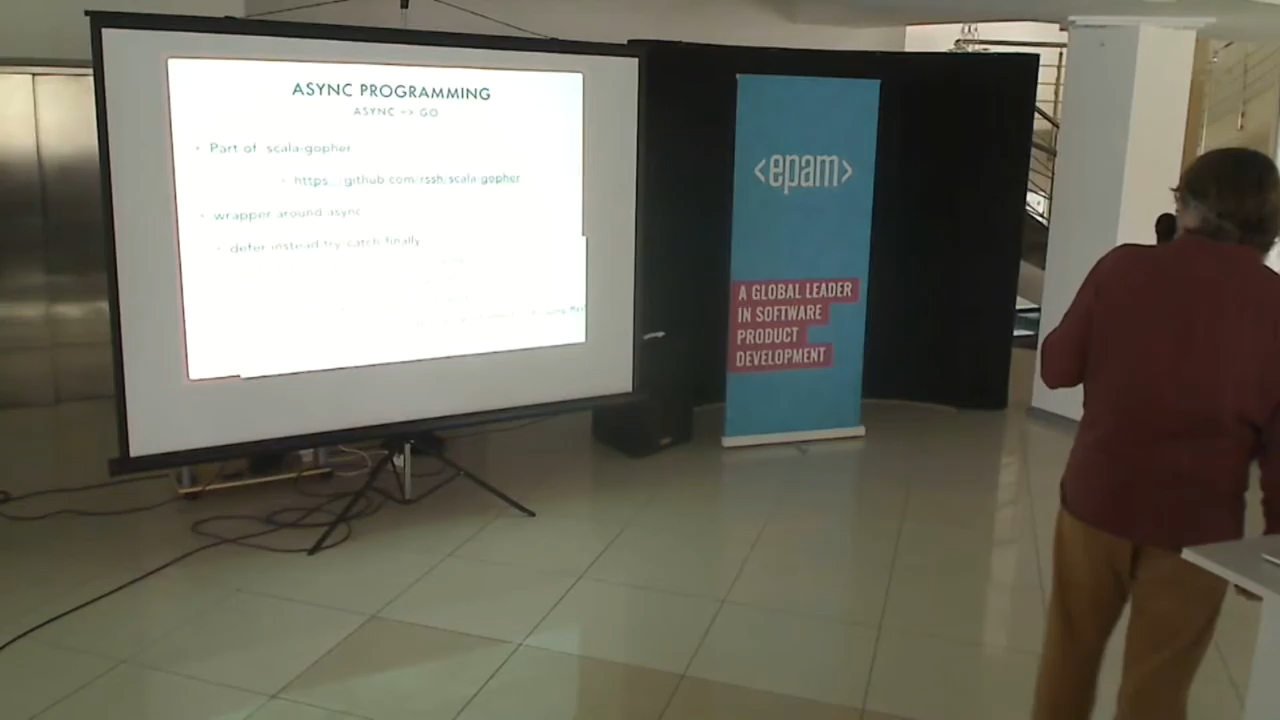 ASYNC PROGRAMMING
ASYNC => GO
• Part of scala-gopher
• https://github.com/rssh/scala-gopher
• wrapper around async
• defer instead try-catch-finally
<epam>
A GLOBAL LEADER
IN SOFTWARE
PRODUCT
DEVELOPMENT